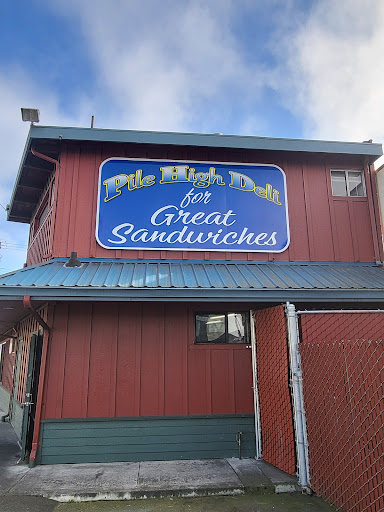 Pile High Deli
for
Great
Sandwiches